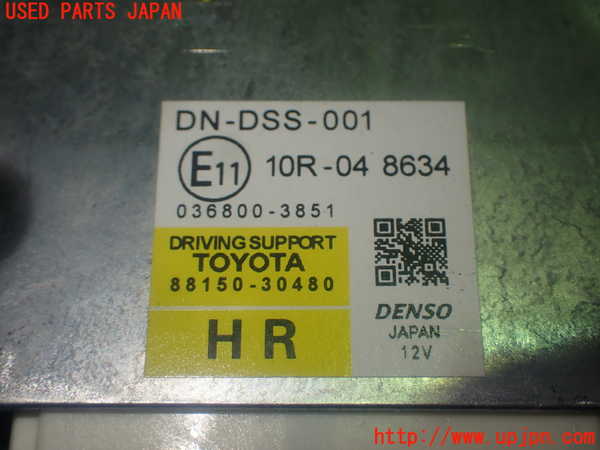 USED PARTS JAPAN
DN-DSS-001
E11 10R-04 8634
036800-3851
DRIVING SUPPORT
TOYOTA
88150-30480
HR
DENSO
JAPAN
12V
http://www.upjpn.com